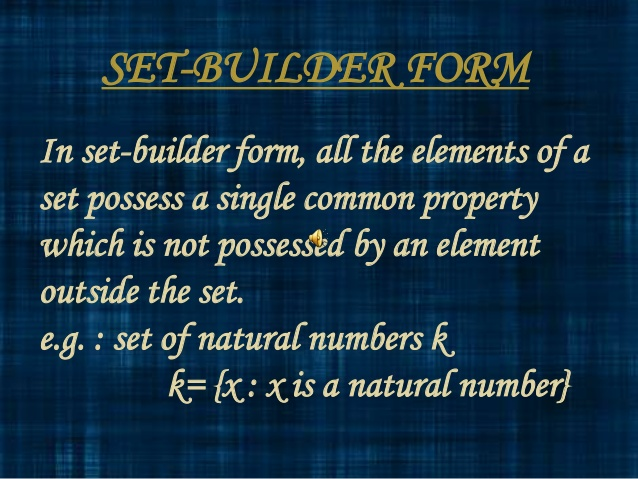 SET-BUILDER FORM
In set-builder form, all the elements of a
set possess a single common property
which is not possessed by an element
outside the set.
e.g. : set of natural numbers k
k= {x : x is a natural number}